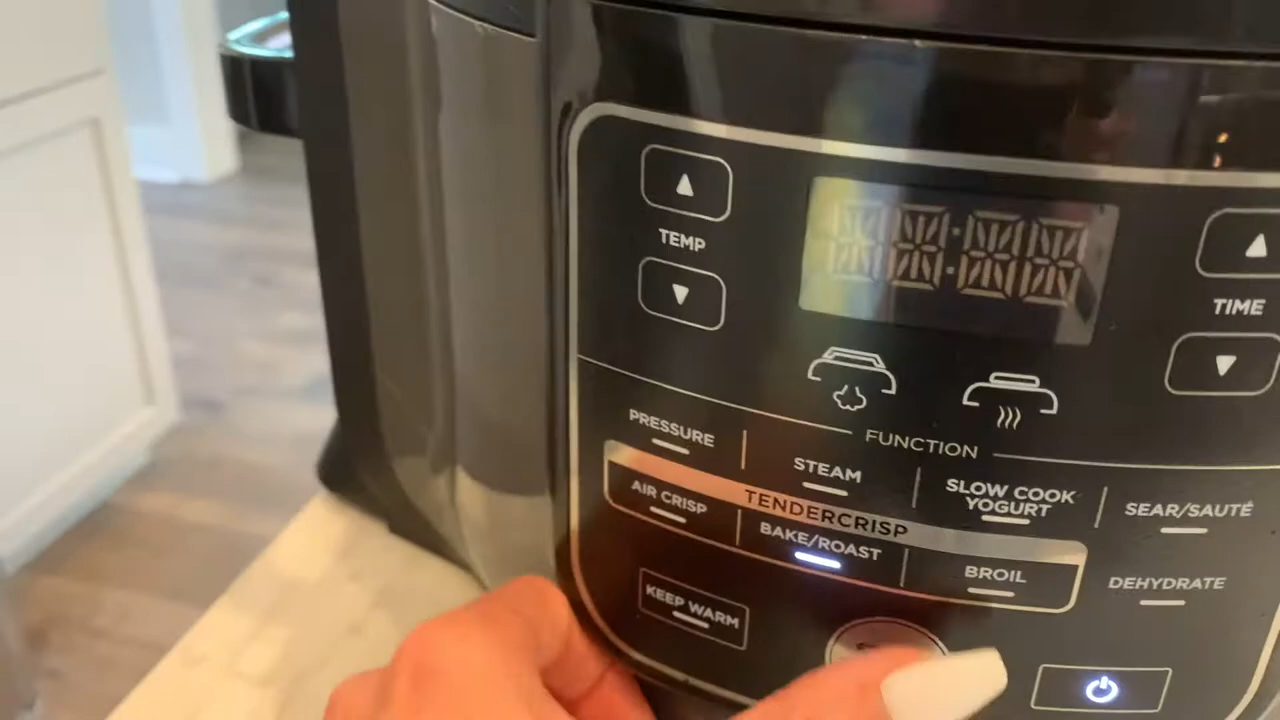 TEMP
TIME
FUNCTION
PRESSURE
STEAM
SLOW COOK
YOGURT
SEAR/SAUTÉ
TENDERCRISP
AIR CRISP
BAKE/ROAST
BROIL
DEHYDRATE
KEEP WARM